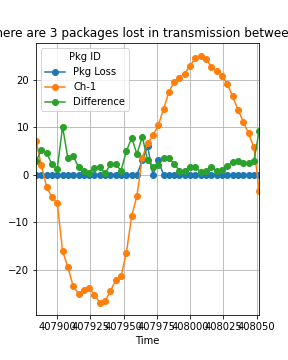 here are 3 packages lost in transmission between
Pkg ID
Pkg Loss
Ch-1
Difference
20
10
0
−10
−20
407900 407925 407950 407975 408000 408025 408050
Time